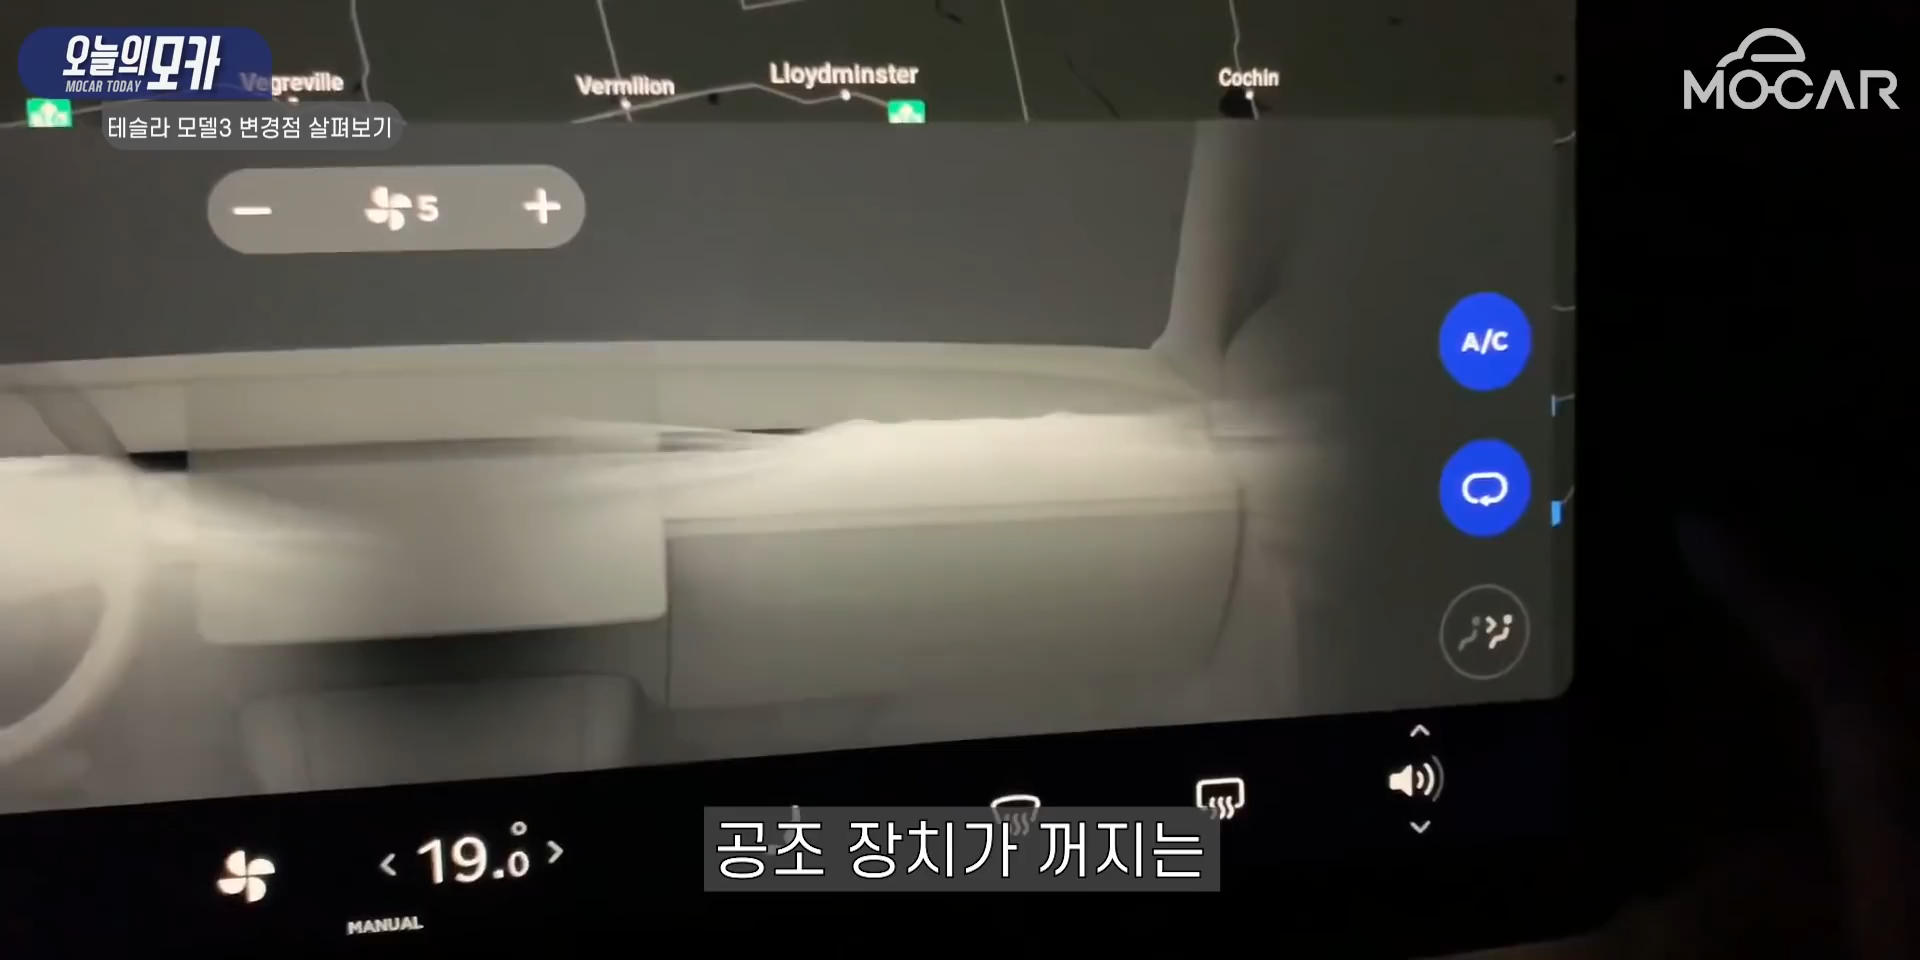 오늘의 모카
MOCAR TODAY
MOCAR
Vegreville
Vermilion
Lloydminster
Cochin
테슬라 모델3 변경점 살펴보기
5
A/C
19.0°
MANUAL
공조 장치가 꺼지는